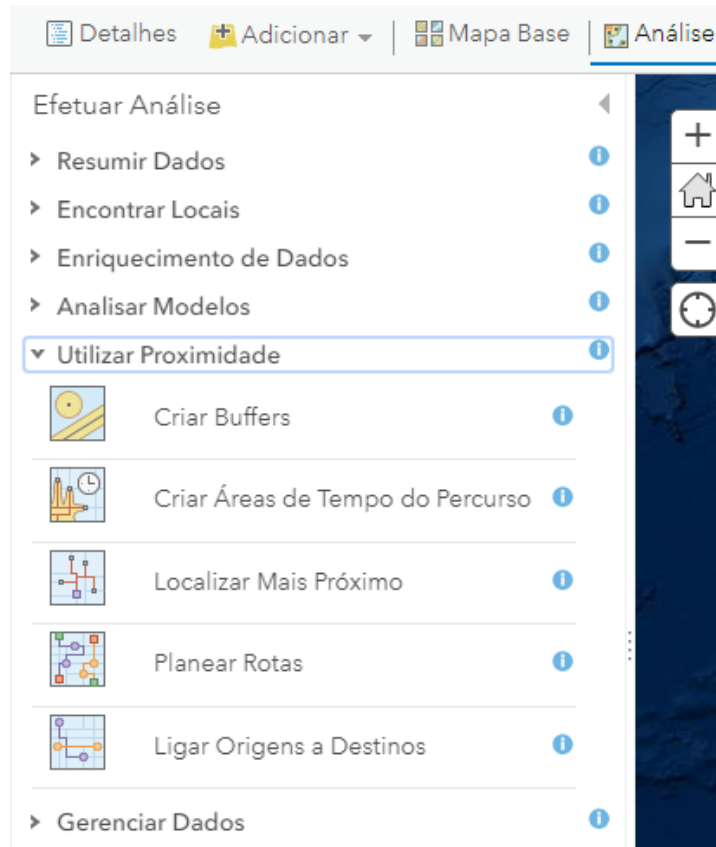 Detalhes Adicionar Mapa Base Análise
Efetuar Análise
Resumir Dados
Encontrar Locais
Enriquecimento de Dados
Analisar Modelos
Utilizar Proximidade
Criar Buffers
Criar Áreas de Tempo do Percurso
Localizar Mais Próximo
Planear Rotas
Ligar Origens a Destinos
Gerenciar Dados